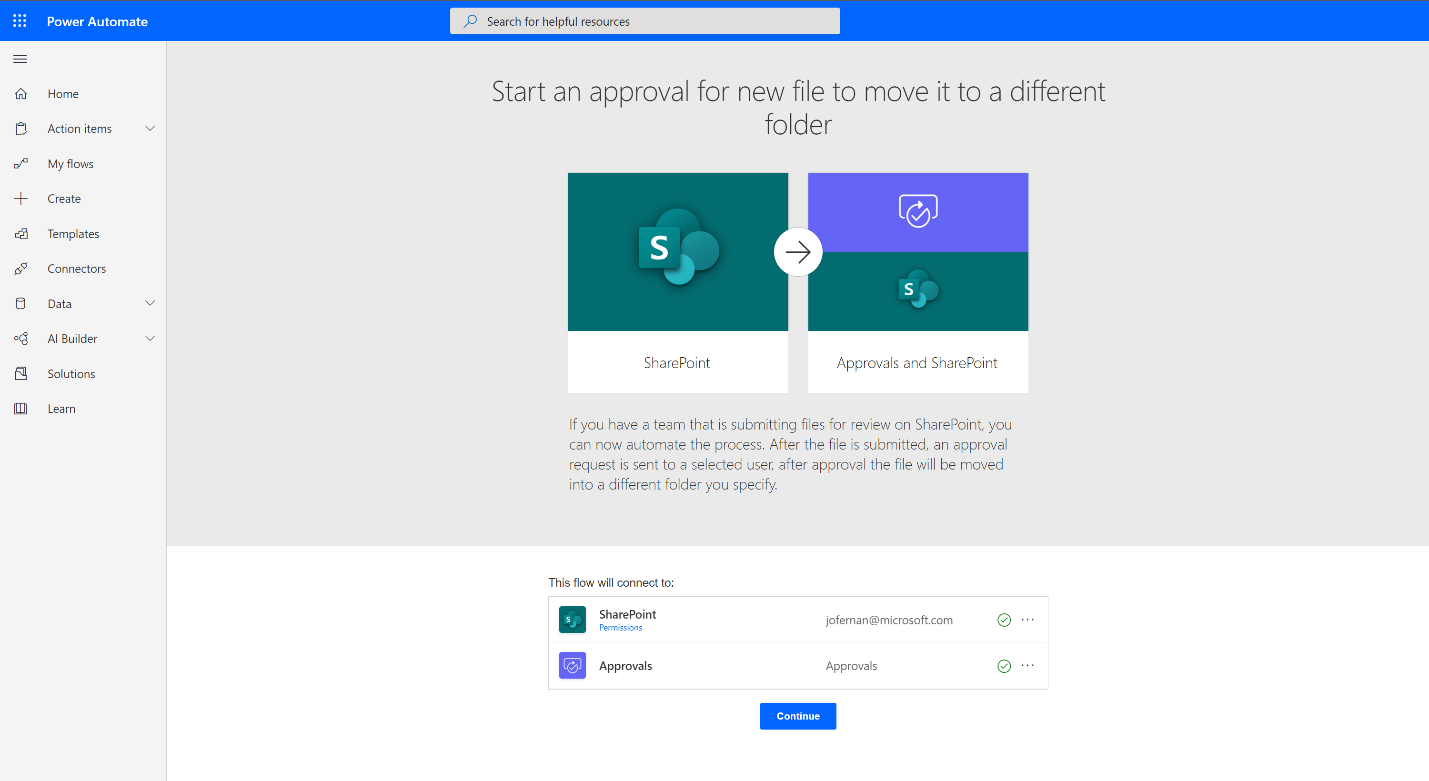 Power Automate
Search for helpful resources
Home
Action items
My flows
Create
Templates
Connectors
Data
AI Builder
Solutions
Learn
Start an approval for new file to move it to a different
folder
S
S
SharePoint
Approvals and SharePoint
If you have a team that is submitting files for review on SharePoint, you
can now automate the process. After the file is submitted, an approval
request is sent to a selected user, after approval the file will be moved
into a different folder you specify.
This flow will connect to:
S
SharePoint
Permissions
jofernan@microsoft.com
Approvals
Approvals
Continue